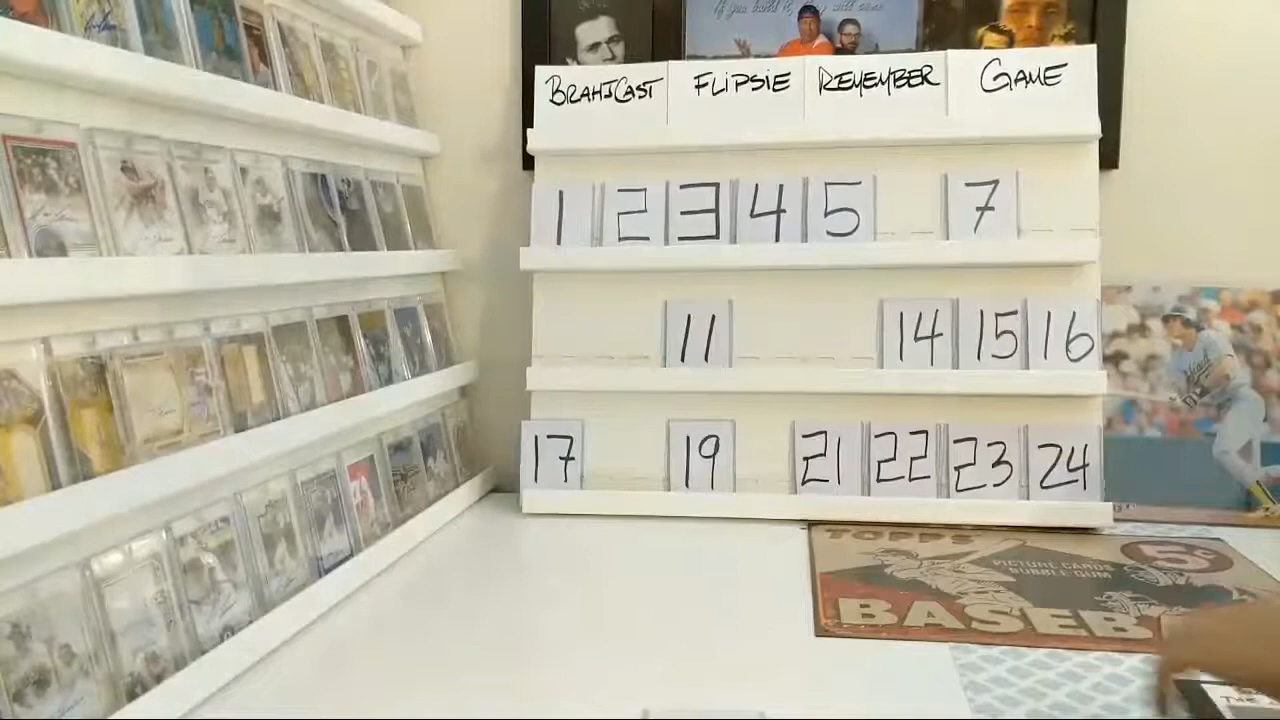 If you build it, they will come
BRAHJCAST FLiPSiE REMEMBER GAME
1 2 3 4 5 7
11 14 15 16
17 19 21 22 23 24
TOPPS 5¢
PICTURE CARDS
BUBBLE GUM
BASEB